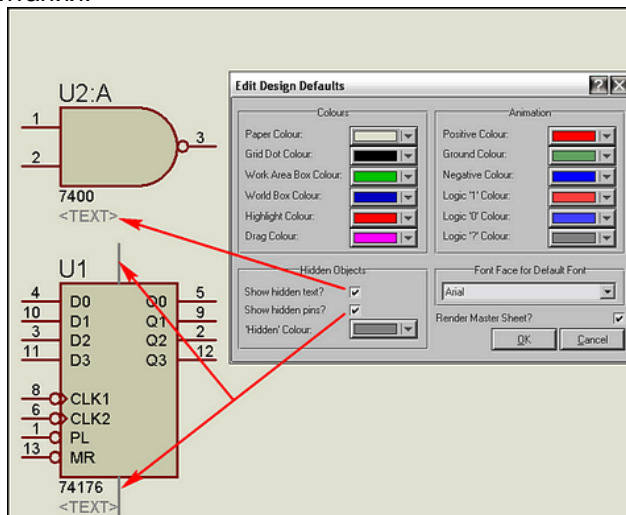 U2:A
1
2
3
7400
<TEXT>
U1
4 D0 Q0 5
10 D1 Q1 9
3 D2 Q2 2
11 D3 Q3 12
8 CLK1
6 CLK2
1 PL
13 MR
74176
<TEXT>
Edit Design Defaults
Colours
Paper Colour:
Grid Dot Colour:
Work Area Box Colour:
World Box Colour:
Highlight Colour:
Drag Colour:
Animation
Positive Colour:
Ground Colour:
Negative Colour:
Logic '1' Colour:
Logic '0' Colour:
Logic '?' Colour:
Hidden Objects
Show hidden text?
Show hidden pins?
'Hidden' Colour:
Font Face for Default Font
Arial
Render Master Sheet?
OK Cancel